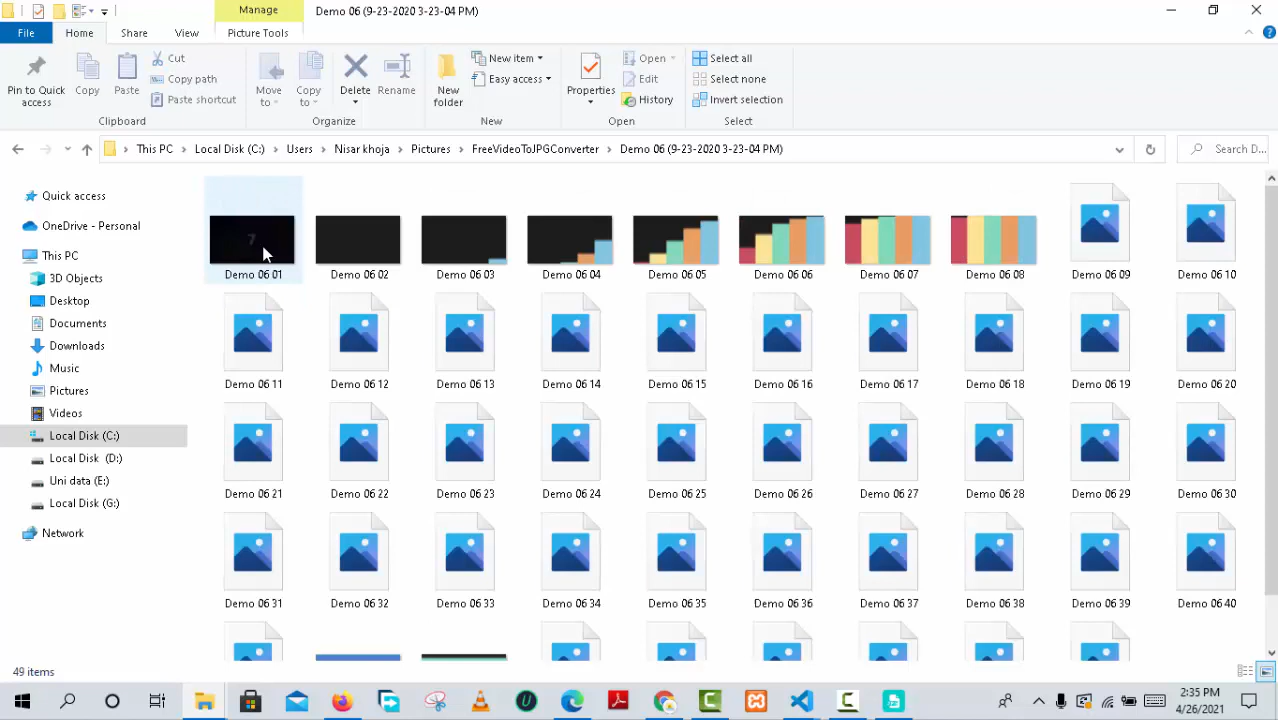 Manage
Demo 06 (9-23-2020 3-23-04 PM)
File
Home
Share
View
Picture Tools
Pin to Quick
access
Copy
Paste
Cut
Copy path
Paste shortcut
Clipboard
Move
to
Copy
to
Delete
Rename
Organize
New
folder
New item
Easy access
New
Properties
Open
Edit
History
Open
Select all
Select none
Invert selection
Select
This PC
Local Disk (C:)
Users
Nisar khoja
Pictures
FreeVideoToJPGConverter
Demo 06 (9-23-2020 3-23-04 PM)
Search D...
Quick access
OneDrive - Personal
This PC
3D Objects
Desktop
Documents
Downloads
Music
Pictures
Videos
Local Disk (C:)
Local Disk (D:)
Uni data (E:)
Local Disk (G:)
Network
7
Demo 06 01
Demo 06 02
Demo 06 03
Demo 06 04
Demo 06 05
Demo 06 06
Demo 06 07
Demo 06 08
Demo 06 09
Demo 06 10
Demo 06 11
Demo 06 12
Demo 06 13
Demo 06 14
Demo 06 15
Demo 06 16
Demo 06 17
Demo 06 18
Demo 06 19
Demo 06 20
Demo 06 21
Demo 06 22
Demo 06 23
Demo 06 24
Demo 06 25
Demo 06 26
Demo 06 27
Demo 06 28
Demo 06 29
Demo 06 30
Demo 06 31
Demo 06 32
Demo 06 33
Demo 06 34
Demo 06 35
Demo 06 36
Demo 06 37
Demo 06 38
Demo 06 39
Demo 06 40
49 items
2:35 PM
4/26/2021